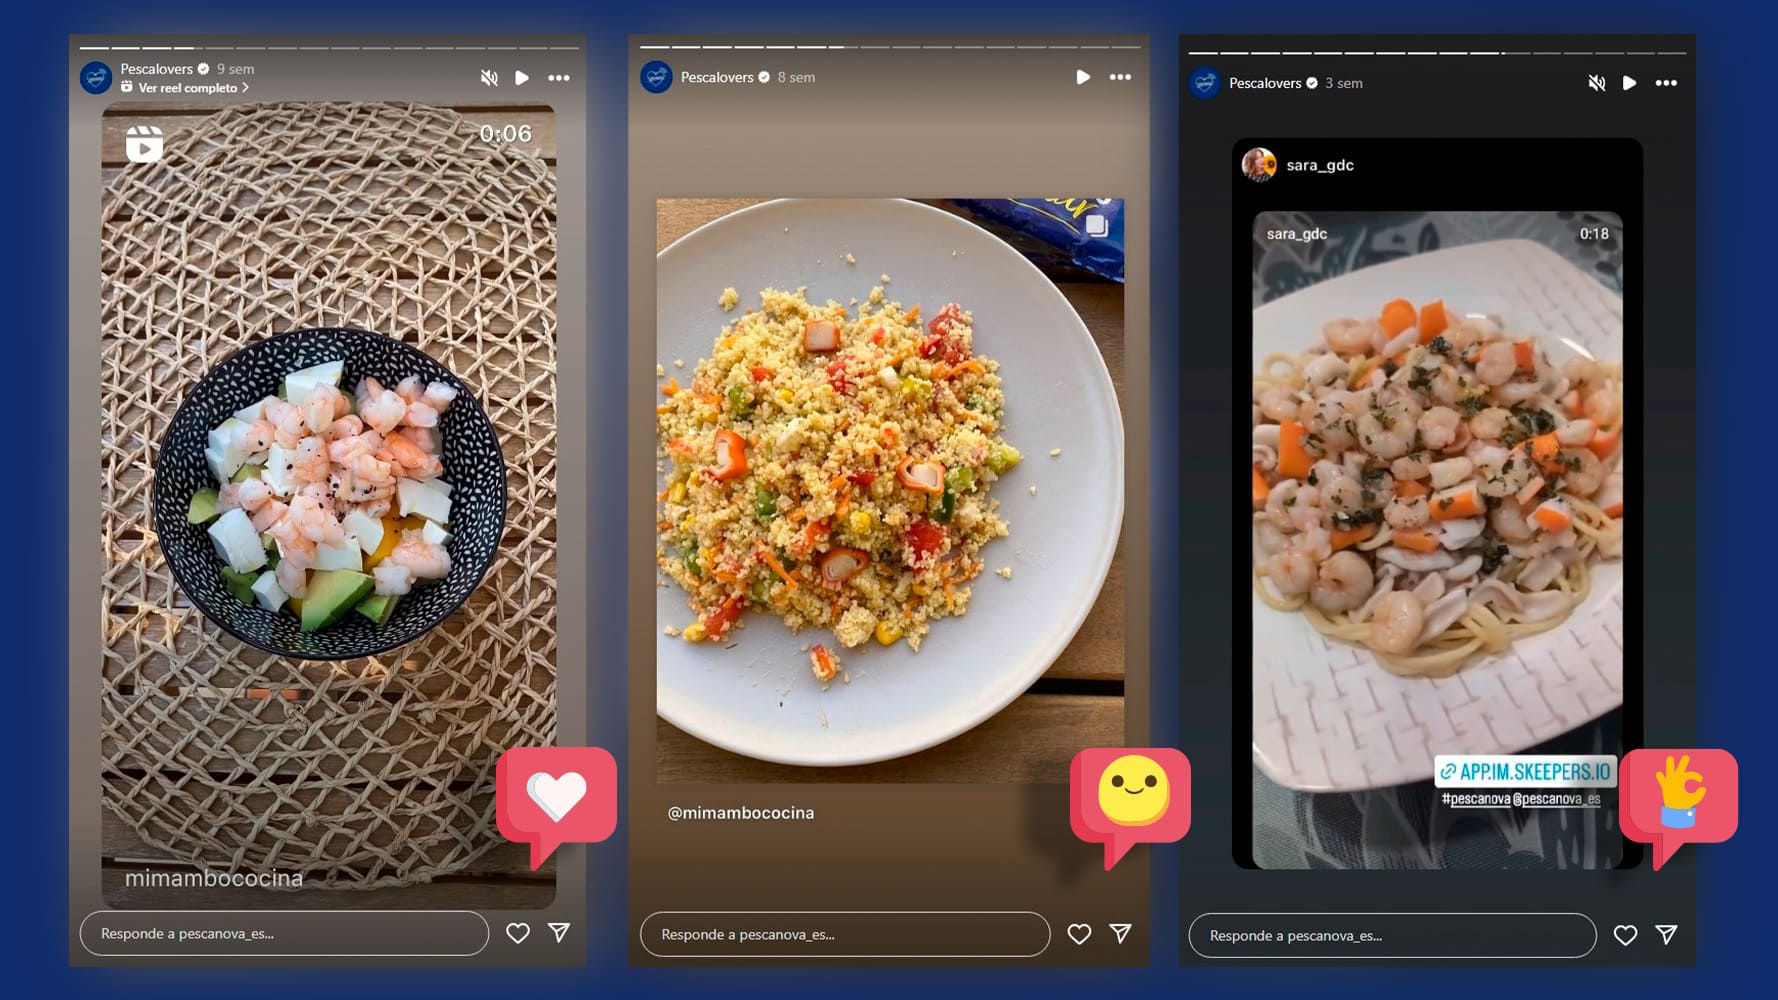 Pescalovers 9 sem
Ver reel completo
0:06
mimambococina
Responde a pescanova_es...
Pescalovers 8 sem
@mimambococina
Responde a pescanova_es...
Pescalovers 3 sem
sara_gdc
sara_gdc 0:18
APP.IM.SKEEPERS.IO
#pescanova @pescanova_es
Responde a pescanova_es...